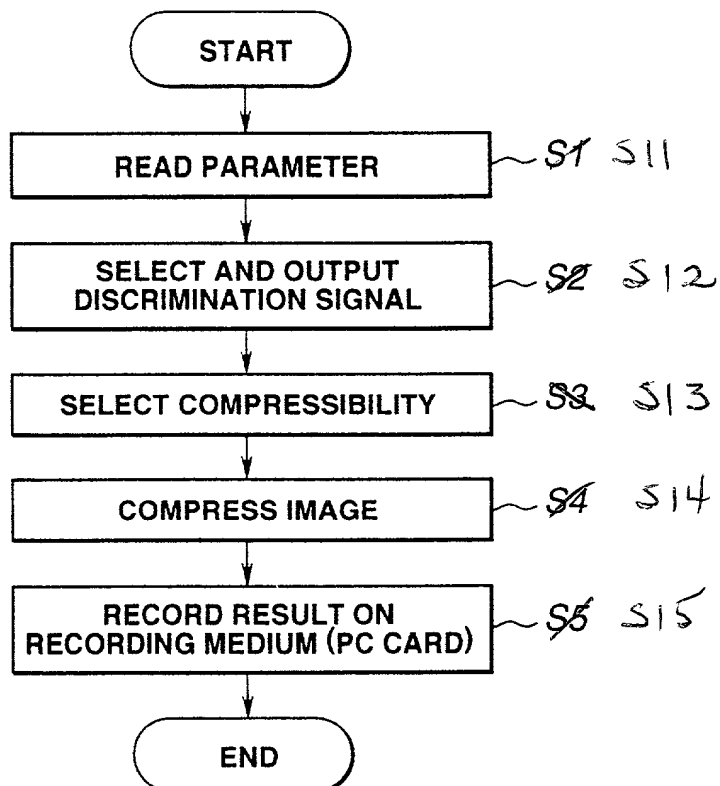 START
READ PARAMETER
S1 S11
SELECT AND OUTPUT
DISCRIMINATION SIGNAL
S2 S12
SELECT COMPRESSIBILITY
S3 S13
COMPRESS IMAGE
S4 S14
RECORD RESULT ON
RECORDING MEDIUM (PC CARD)
S5 S15
END